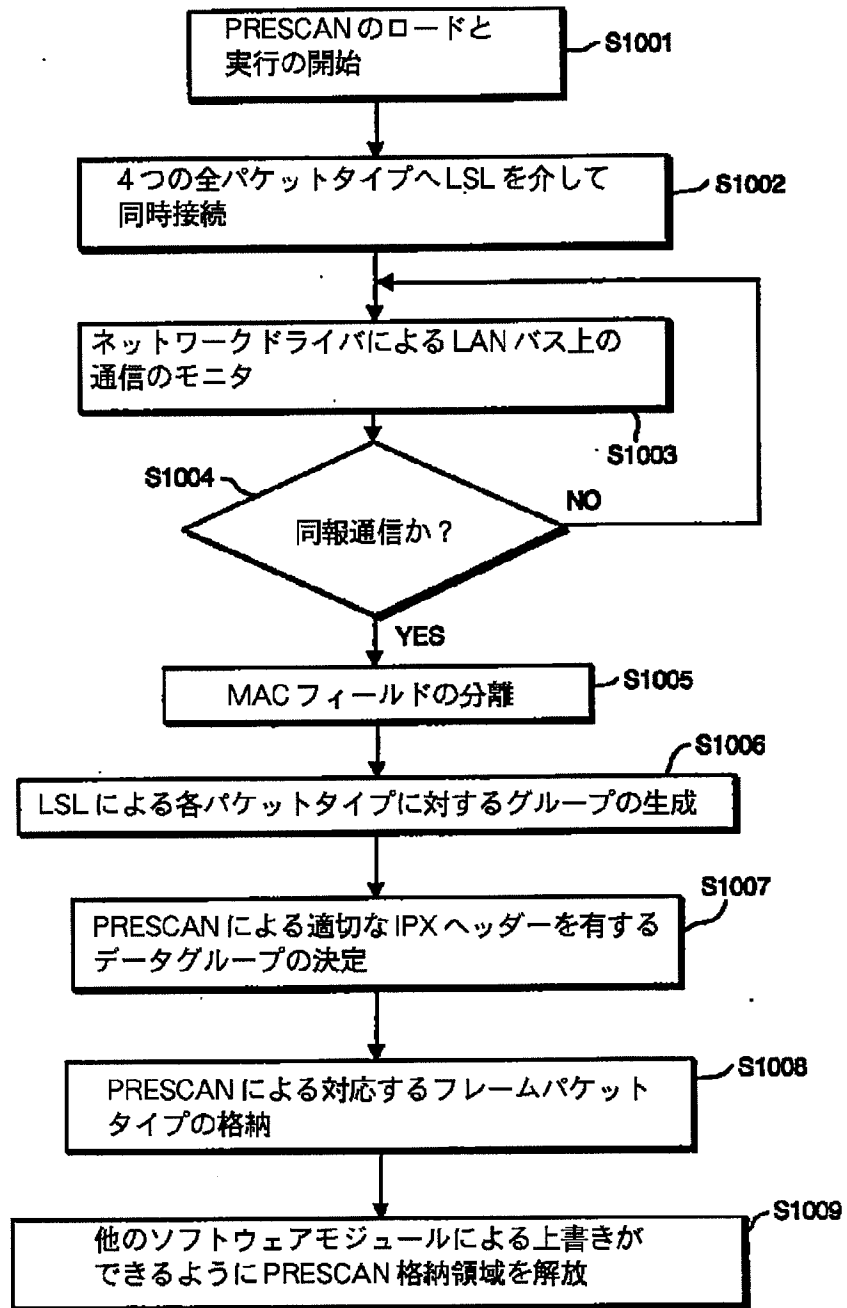 PRESCANのロードと
実行の開始
S1001
4つの全パケットタイプへLSLを介して
同時接続
S1002
ネットワークドライバによるLANバス上の
通信のモニタ
S1003
S1004
同報通信か？
NO
YES
MACフィールドの分離
S1005
S1006
LSLによる各パケットタイプに対するグループの生成
S1007
PRESCANによる適切なIPXヘッダーを有する
データグループの決定
S1008
PRESCANによる対応するフレームパケット
タイプの格納
S1009
他のソフトウェアモジュールによる上書きが
できるようにPRESCAN格納領域を解放